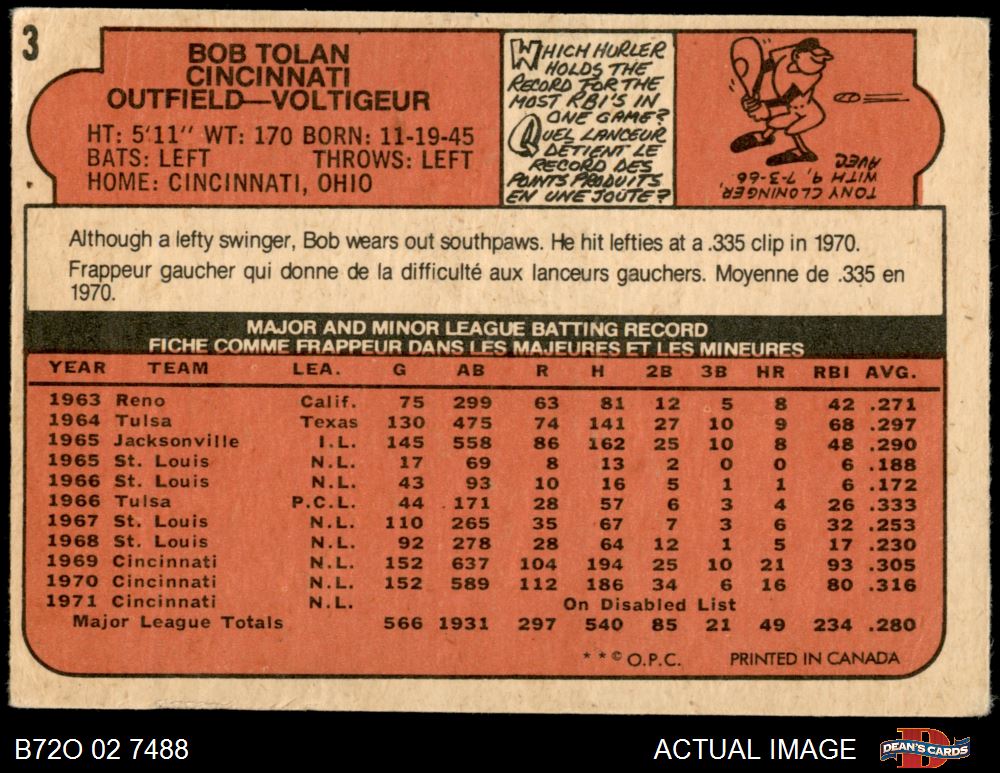 3
BOB TOLAN
CINCINNATI
OUTFIELD—VOLTIGEUR
HT: 5'11" WT: 170 BORN: 11-19-45
BATS: LEFT THROWS: LEFT
HOME: CINCINNATI, OHIO
WHICH HURLER
HOLDS THE
RECORD FOR THE
MOST RBI'S IN
ONE GAME?
QUEL LANCEUR
DÉTIENT LE
RECORD DES
POINTS PRODUITS
EN UNE JOÛTE?
TONY CLONINGER,
WITH 9, 7-3-66
AVEC
Although a lefty swinger, Bob wears out southpaws. He hit lefties at a .335 clip in 1970.
Frappeur gaucher qui donne de la difficulté aux lanceurs gauchers. Moyenne de .335 en
1970.
MAJOR AND MINOR LEAGUE BATTING RECORD
FICHE COMME FRAPPEUR DANS LES MAJEURES ET LES MINEURES
YEAR TEAM LEA. G AB R H 2B 3B HR RBI AVG.
1963 Reno Calif. 75 299 63 81 12 5 8 42 .271
1964 Tulsa Texas 130 475 74 141 27 10 9 68 .297
1965 Jacksonville I.L. 145 558 86 162 25 10 8 48 .290
1965 St. Louis N.L. 17 69 8 13 2 0 0 6 .188
1966 St. Louis N.L. 43 93 10 16 5 1 1 6 .172
1966 Tulsa P.C.L. 44 171 28 57 6 3 4 26 .333
1967 St. Louis N.L. 110 265 35 67 7 3 6 32 .253
1968 St. Louis N.L. 92 278 28 64 12 1 5 17 .230
1969 Cincinnati N.L. 152 637 104 194 25 10 21 93 .305
1970 Cincinnati N.L. 152 589 112 186 34 6 16 80 .316
1971 Cincinnati N.L. On Disabled List
Major League Totals 566 1931 297 540 85 21 49 234 .280
* * © O.P.C. PRINTED IN CANADA
B72O 02 7488
ACTUAL IMAGE
DEAN'S CARDS